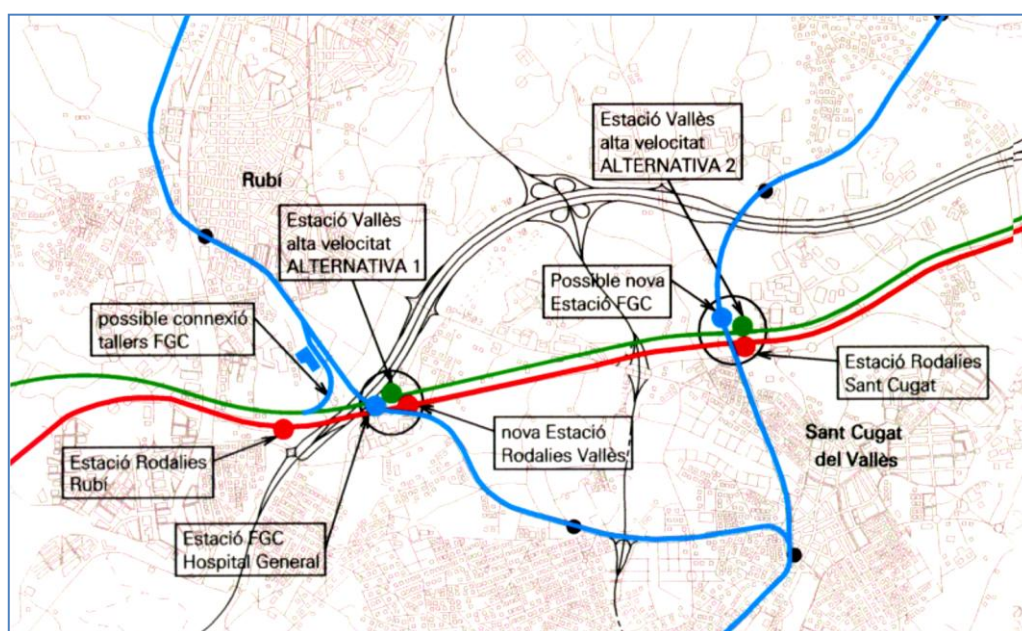 Estació Vallès
alta velocitat
ALTERNATIVA 2
Rubí
Estació Vallès
alta velocitat
ALTERNATIVA 1
A-7
Possible nova
Estació FGC
possible connexió
tallers FGC
Estació Rodalies
Sant Cugat
Estació Rodalies
Rubí
nova Estació
Rodalies Vallès
Sant Cugat
del Vallès
Estació FGC
Hospital General